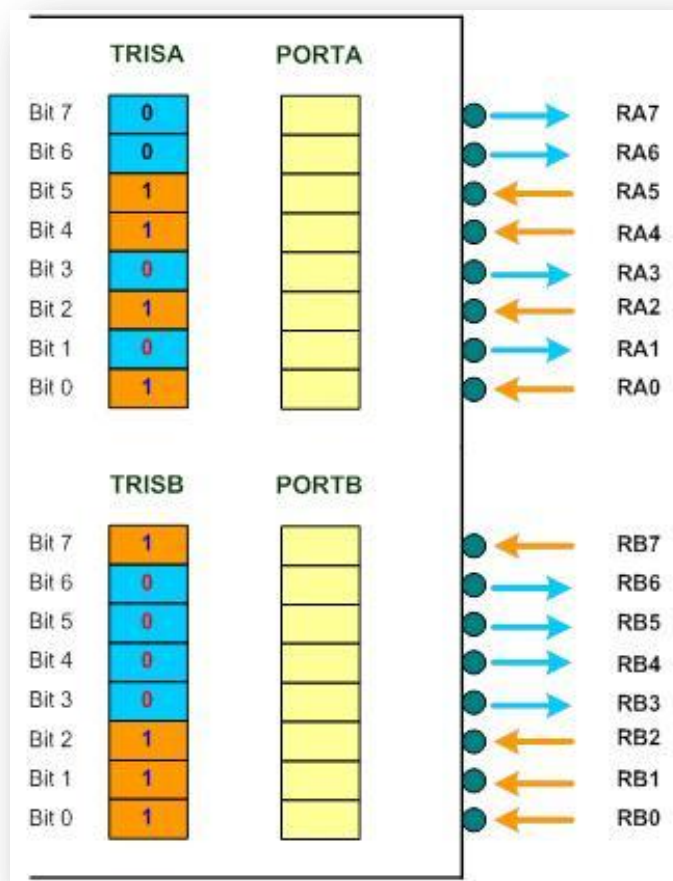 TRISA PORTA
Bit 7 0 RA7
Bit 6 0 RA6
Bit 5 1 RA5
Bit 4 1 RA4
Bit 3 0 RA3
Bit 2 1 RA2
Bit 1 0 RA1
Bit 0 1 RA0
TRISB PORTB
Bit 7 1 RB7
Bit 6 0 RB6
Bit 5 0 RB5
Bit 4 0 RB4
Bit 3 0 RB3
Bit 2 1 RB2
Bit 1 1 RB1
Bit 0 1 RB0